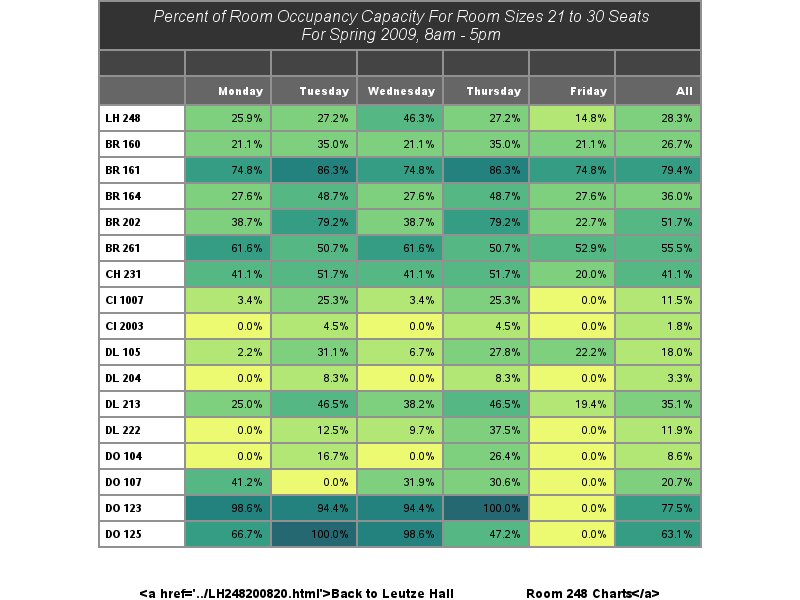 Percent of Room Occupancy Capacity For Room Sizes 21 to 30 Seats
For Spring 2009, 8am - 5pm
Monday Tuesday Wednesday Thursday Friday All
LH 248 25.9% 27.2% 46.3% 27.2% 14.8% 28.3%
BR 160 21.1% 35.0% 21.1% 35.0% 21.1% 26.7%
BR 161 74.8% 86.3% 74.8% 86.3% 74.8% 79.4%
BR 164 27.6% 48.7% 27.6% 48.7% 27.6% 36.0%
BR 202 38.7% 79.2% 38.7% 79.2% 22.7% 51.7%
BR 261 61.6% 50.7% 61.6% 50.7% 52.9% 55.5%
CH 231 41.1% 51.7% 41.1% 51.7% 20.0% 41.1%
CI 1007 3.4% 25.3% 3.4% 25.3% 0.0% 11.5%
CI 2003 0.0% 4.5% 0.0% 4.5% 0.0% 1.8%
DL 105 2.2% 31.1% 6.7% 27.8% 22.2% 18.0%
DL 204 0.0% 8.3% 0.0% 8.3% 0.0% 3.3%
DL 213 25.0% 46.5% 38.2% 46.5% 19.4% 35.1%
DL 222 0.0% 12.5% 9.7% 37.5% 0.0% 11.9%
DO 104 0.0% 16.7% 0.0% 26.4% 0.0% 8.6%
DO 107 41.2% 0.0% 31.9% 30.6% 0.0% 20.7%
DO 123 98.6% 94.4% 94.4% 100.0% 0.0% 77.5%
DO 125 66.7% 100.0% 98.6% 47.2% 0.0% 63.1%
<a href='../LH248200820.html'>Back to Leutze Hall Room 248 Charts</a>